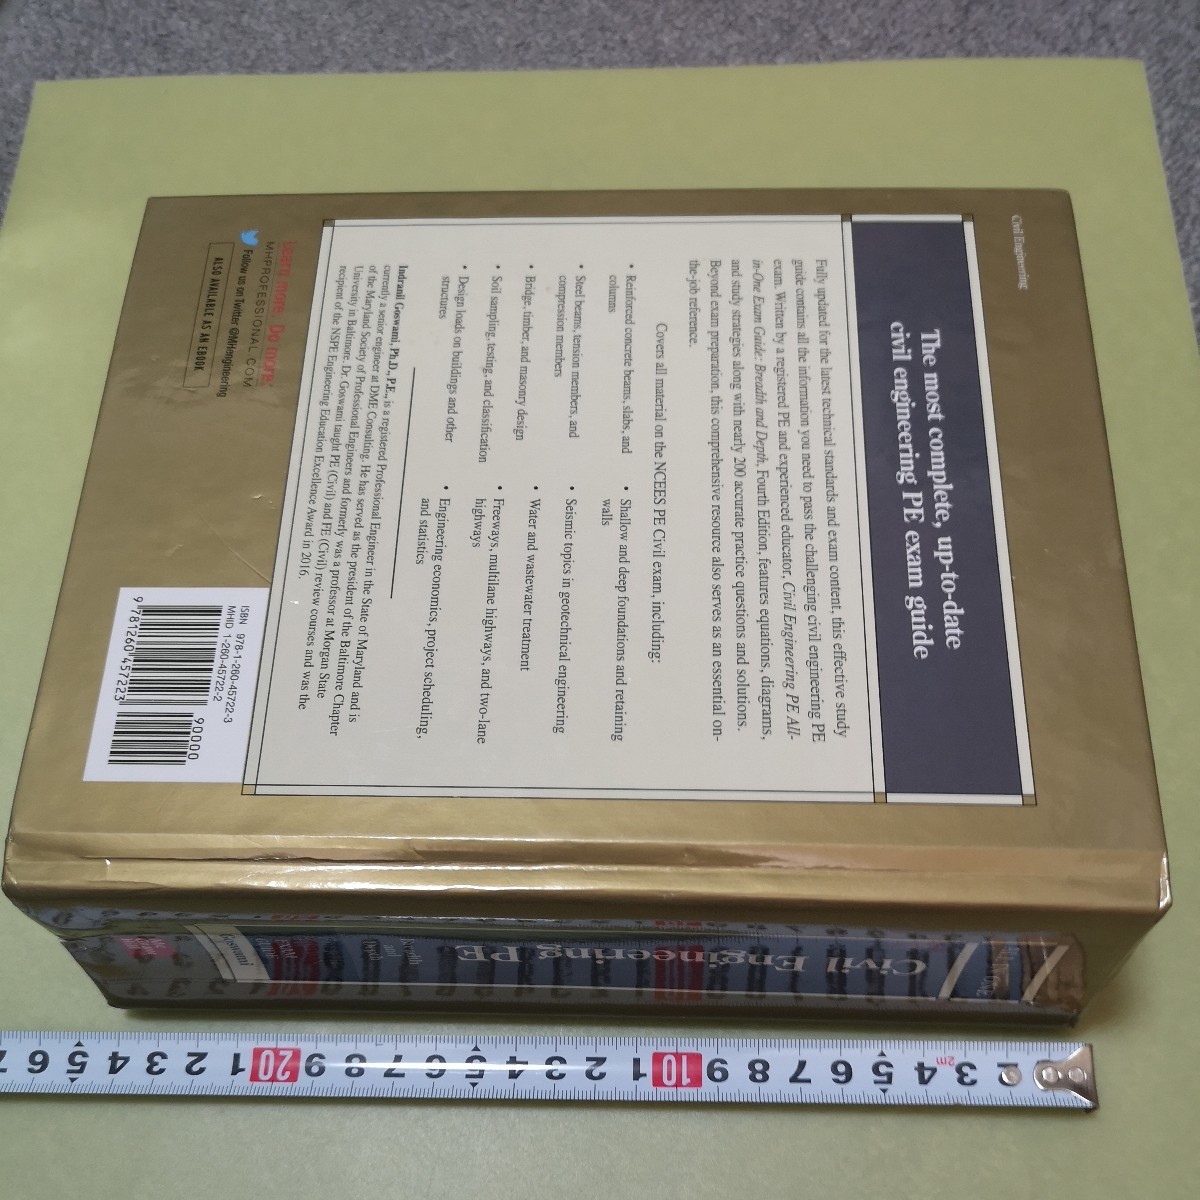 Civil Engineering
The most complete, up-to-date
civil engineering PE exam guide
Fully updated for the latest technical standards and exam content, this effective study
guide contains all the information you need to pass the challenging civil engineering PE
exam. Written by a registered PE and experienced educator, Civil Engineering PE All-
in-One Exam Guide: Breadth and Depth, Fourth Edition, features equations, diagrams,
and study strategies along with nearly 200 accurate practice questions and solutions.
Beyond exam preparation, this comprehensive resource also serves as an essential on-
the-job reference.
Covers all material on the NCEES PE Civil exam, including:
• Reinforced concrete beams, slabs, and
columns
• Steel beams, tension members, and
compression members
• Bridge, timber, and masonry design
• Soil sampling, testing, and classification
• Design loads on buildings and other
structures
• Shallow and deep foundations and retaining
walls
• Seismic topics in geotechnical engineering
• Water and wastewater treatment
• Freeways, multilane highways, and two-lane
highways
• Engineering economics, project scheduling,
and statistics
Indranil Goswami, Ph.D., P.E., is a registered Professional Engineer in the State of Maryland and is
currently a senior engineer at DME Consulting. He has served as the president of the Baltimore Chapter
of the Maryland Society of Professional Engineers and formerly was a professor at Morgan State
University in Baltimore. Dr. Goswami taught PE (Civil) and FE (Civil) review courses and was the
recipient of the NSPE Engineering Education Excellence Award in 2016.
Learn more. Do more.
MHPROFESSIONAL.COM
Follow us on Twitter @MHengineering
ALSO AVAILABLE AS AN EBOOK
ISBN 978-1-260-45722-3
MHID 1-260-45722-2
90000
9 781260 457223
Civil Engineering PE
Breadth
and
Depth
Goswami
2m
3 4 5 6 7 8 9 10 1 2 3 4 5 6 7 8 9 20 1 2 3 4 5 6 7